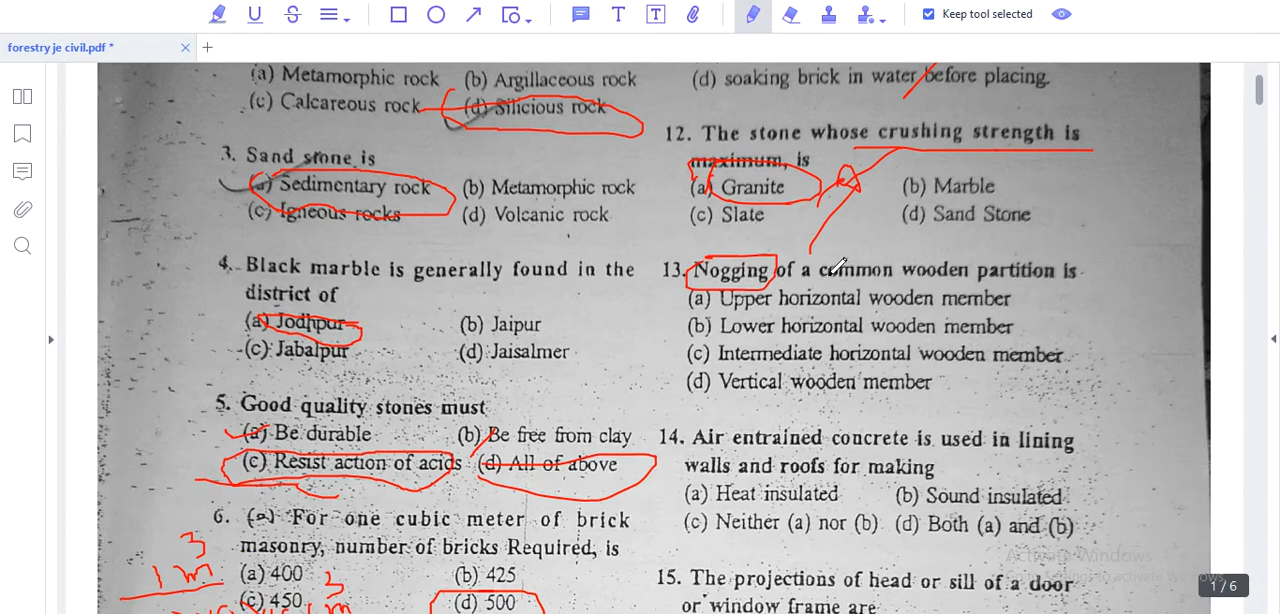 Keep tool selected
forestry je civil.pdf *
(a) Metamorphic rock (b) Argillaceous rock
(c) Calcareous rock (d) Silicious rock
3. Sand stone is
(a) Sedimentary rock (b) Metamorphic rock
(c) Igneous rocks (d) Volcanic rock
4. Black marble is generally found in the
district of
(a) Jodhpur (b) Jaipur
(c) Jabalpur (d) Jaisalmer
5. Good quality stones must
(a) Be durable (b) Be free from clay
(c) Resist action of acids (d) All of above
6. (a) For one cubic meter of brick
masonry, number of bricks Required, is
3
1 m
(a) 400 (b) 425
(c) 450 (d) 500
(d) soaking brick in water before placing.
12. The stone whose crushing strength is
maximum, is
(a) Granite (b) Marble
(c) Slate (d) Sand Stone
13. Nogging of a common wooden partition is
(a) Upper horizontal wooden member
(b) Lower horizontal wooden member
(c) Intermediate horizontal wooden member
(d) Vertical wooden member
14. Air entrained concrete is used in lining
walls and roofs for making
(a) Heat insulated (b) Sound insulated
(c) Neither (a) nor (b) (d) Both (a) and (b)
15. The projections of head or sill of a door
or window frame are
Activate Windows
1 / 6